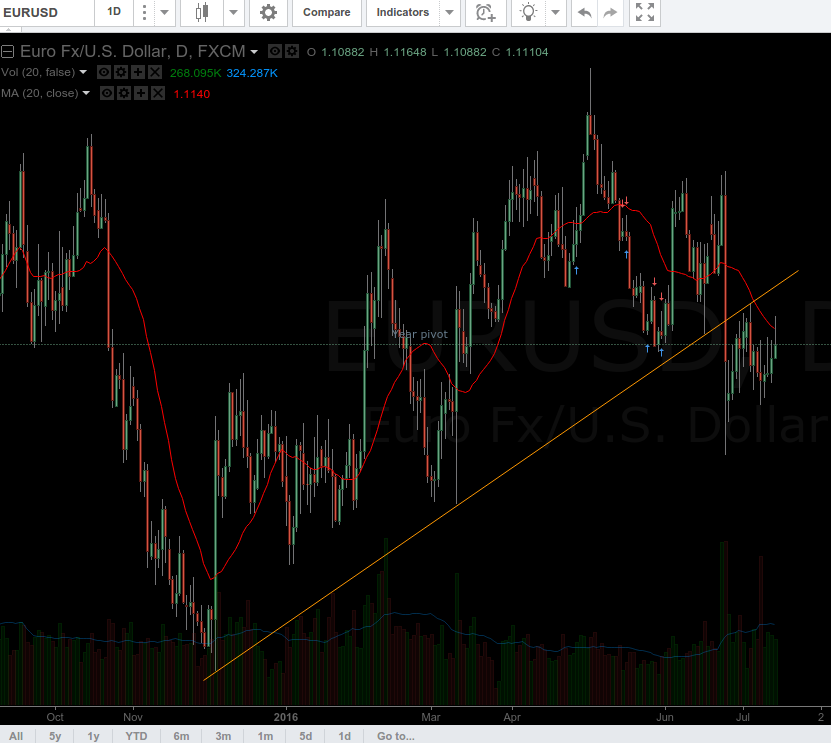 EURUSD 1D Compare Indicators
Euro Fx/U.S. Dollar, D, FXCM O 1.10882 H 1.11648 L 1.10882 C 1.11104
Vol (20, false) 268.095K 324.287K
MA (20, close) 1.1140
EURUSD, D
Year pivot
Euro Fx/U.S. Dollar
Oct Nov 2016 Mar Apr Jun Jul 2
All 5y 1y YTD 6m 3m 1m 5d 1d Go to...